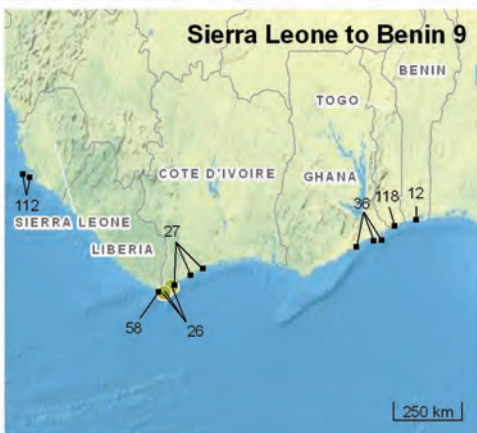 Sierra Leone to Benin 9
BENIN
TOGO
COTE D'IVOIRE
GHANA
118
12
36
112
SIERRA LEONE
27
LIBERIA
58
26
250 km